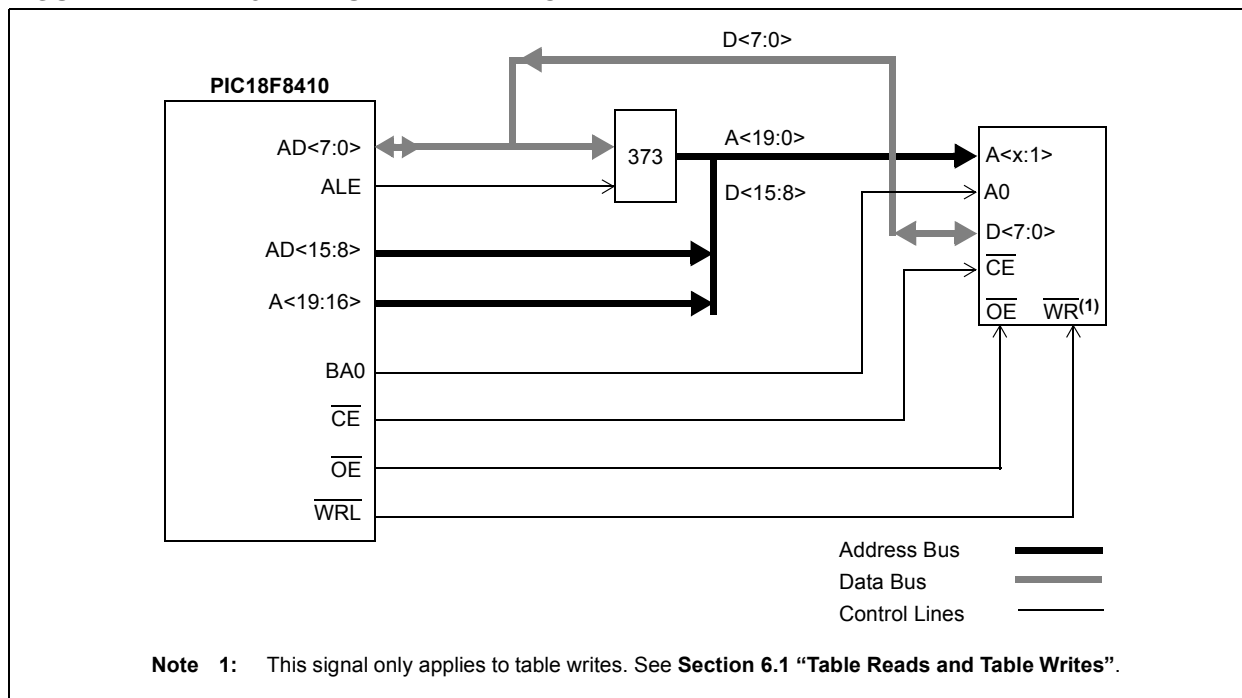 D<7:0>
PIC18F8410
AD<7:0>
373
A<19:0>
A<x:1>
ALE
D<15:8>
A0
AD<15:8>
D<7:0>
CE
A<19:16>
OE WR(1)
BA0
CE
OE
WRL
Address Bus
Data Bus
Control Lines
Note 1: This signal only applies to table writes. See Section 6.1 “Table Reads and Table Writes”.